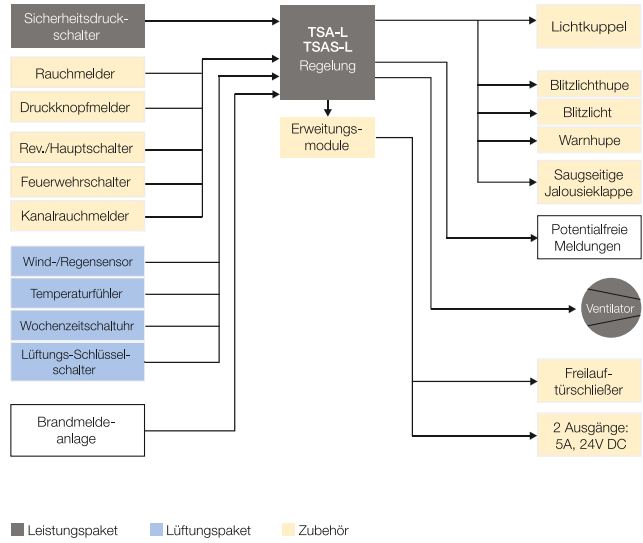 Sicherheitsdruck-
schalter
Rauchmelder
Druckknopfmelder
Rev./Hauptschalter
Feuerwehrschalter
Kanalrauchmelder
Wind-/Regensensor
Temperaturfühler
Wochenzeitschaltuhr
Lüftungs-Schlüssel-
schalter
Brandmelde-
anlage
TSA-L
TSAS-L
Regelung
Erweitungs-
module
Lichtkuppel
Blitzlichthupe
Blitzlicht
Warnhupe
Saugseitige
Jalousieklappe
Potentialfreie
Meldungen
Ventilator
Freilauf-
türschließer
2 Ausgänge:
5A, 24V DC
Leistungspaket
Lüftungspaket
Zubehör